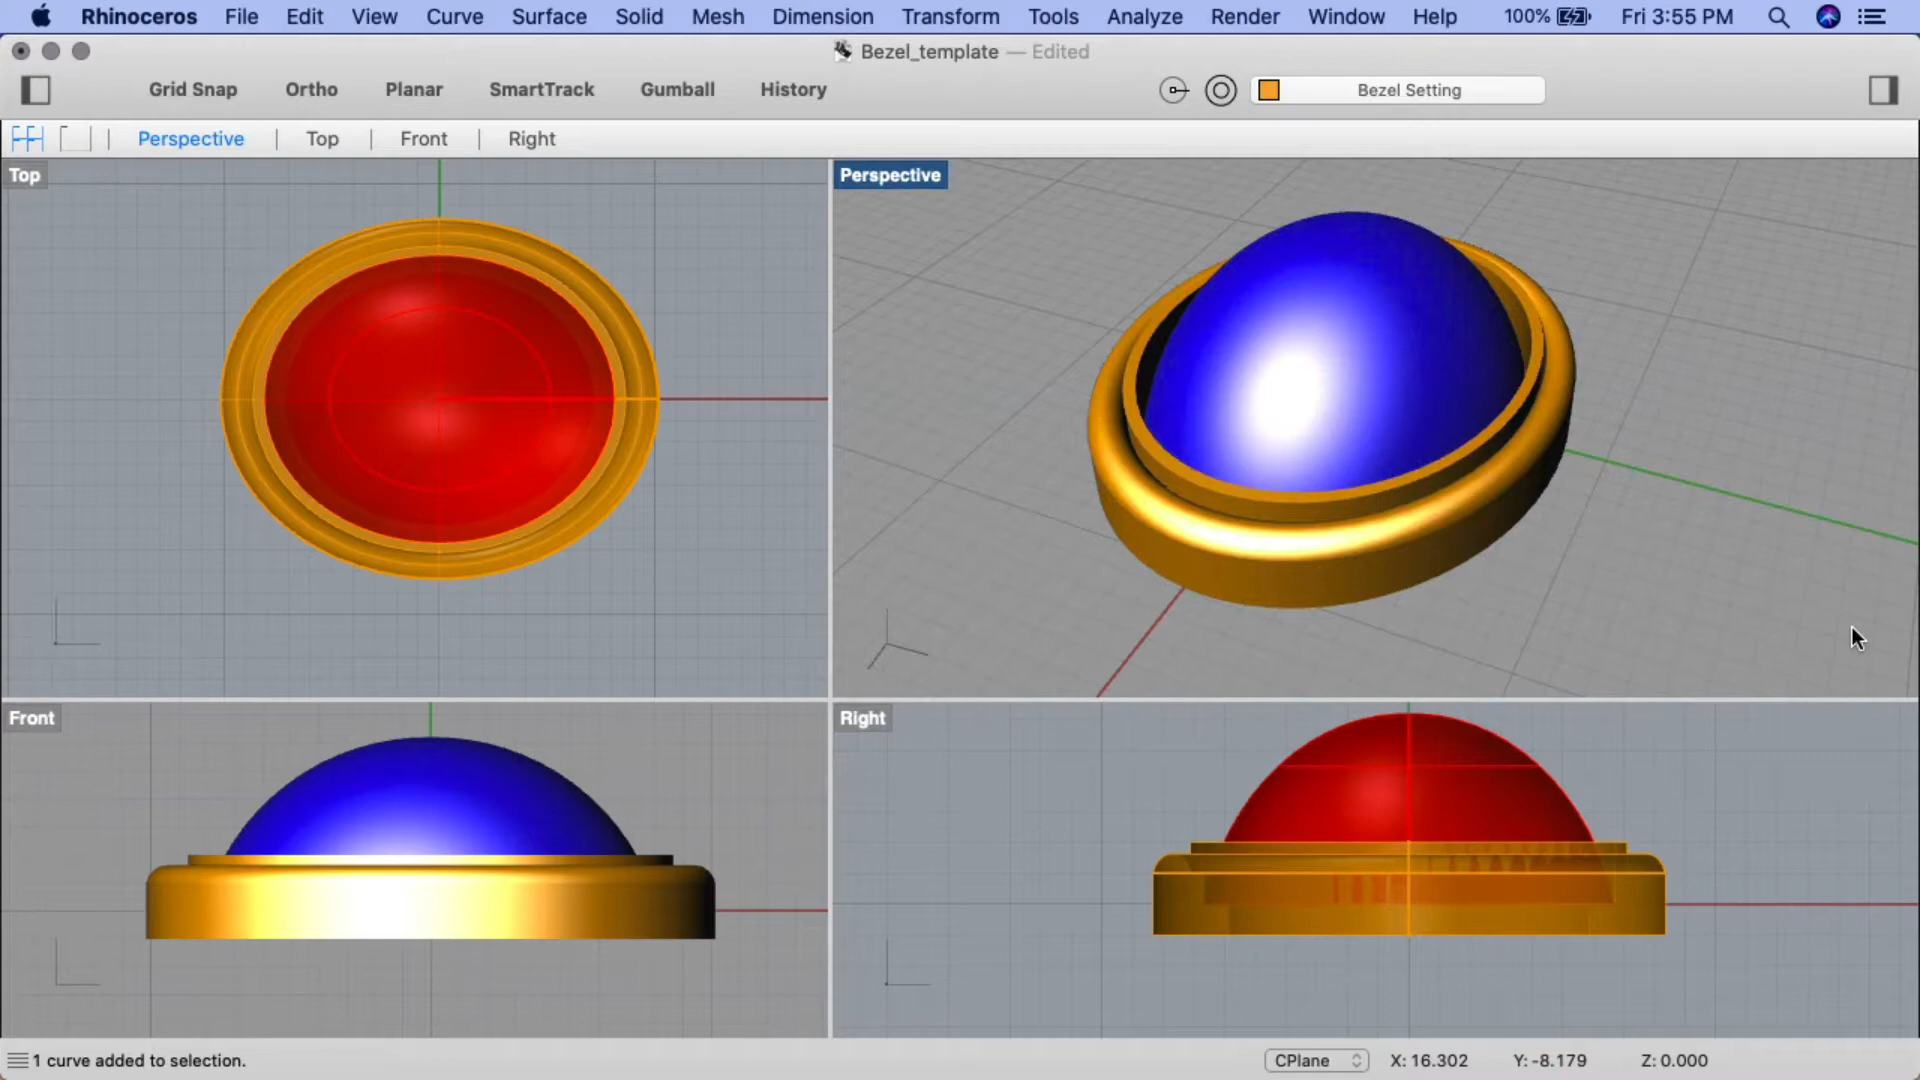 Rhinoceros File Edit View Curve Surface Solid Mesh Dimension Transform Tools Analyze Render Window Help 100% Fri 3:55 PM
Bezel_template — Edited
Grid Snap Ortho Planar SmartTrack Gumball History Bezel Setting
Perspective | Top | Front | Right
Top
Perspective
Front
Right
1 curve added to selection. CPlane X: 16.302 Y: -8.179 Z: 0.000